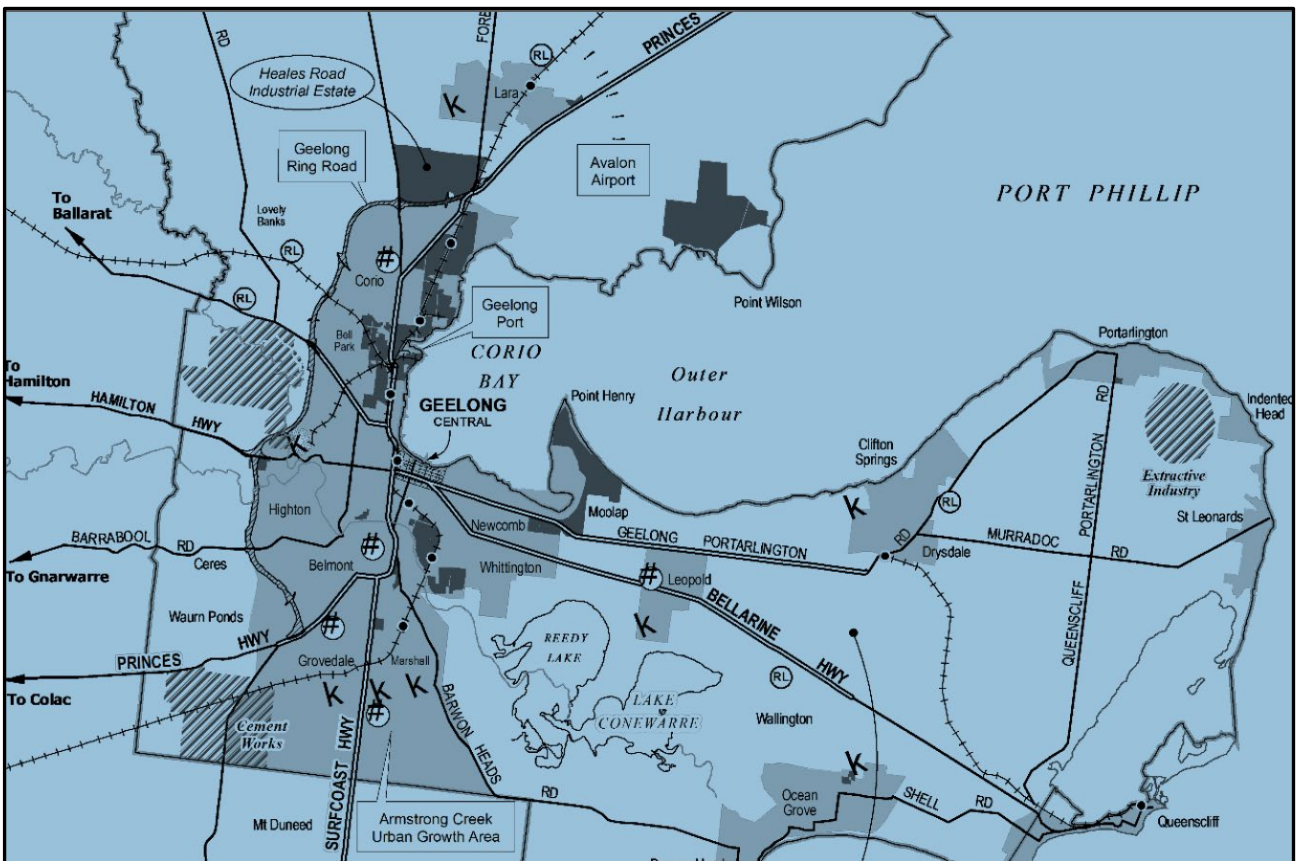 RD
FORE
RL
PRINCES
Heales Road
Industrial Estate
k
Lara
Geelong
Ring Road
Avalon
Airport
To
Ballarat
Lovely
Banks
RL
PORT PHILLIP
#
Corio
RL
Point Wilson
Geelong
Port
Bell
Park
CORIO
BAY
Portarlington
To
Hamilton
HAMILTON
HWY
Outer
Harbour
Point Henry
RD
Indented
Head
GEELONG
CENTRAL
k
Clifton
Springs
PORTARLINGTON
Extractive
Industry
k
RL
Highton
Newcomb
Moolap
St Leonards
GEELONG
PORTARLINGTON
RD
MURRADOC
RD
BARRABOOL
RD
Ceres
Belmont
#
Drysdale
To Gnarwarre
Whittington
#
Leopold
BELLARINE
HWY
QUEENSCLIFF
Waurn Ponds
#
k
REEDY
LAKE
PRINCES
HWY
Grovedale
Marshall
To Colac
k
k
k
RL
#
BARWON
HEADS
LAKE
CONEWARRE
Wallington
Cement
Works
SURFCOAST
HWY
k
Ocean
Grove
SHELL
RD
RD
Mt Duneed
Armstrong Creek
Urban Growth Area
Queenscliff